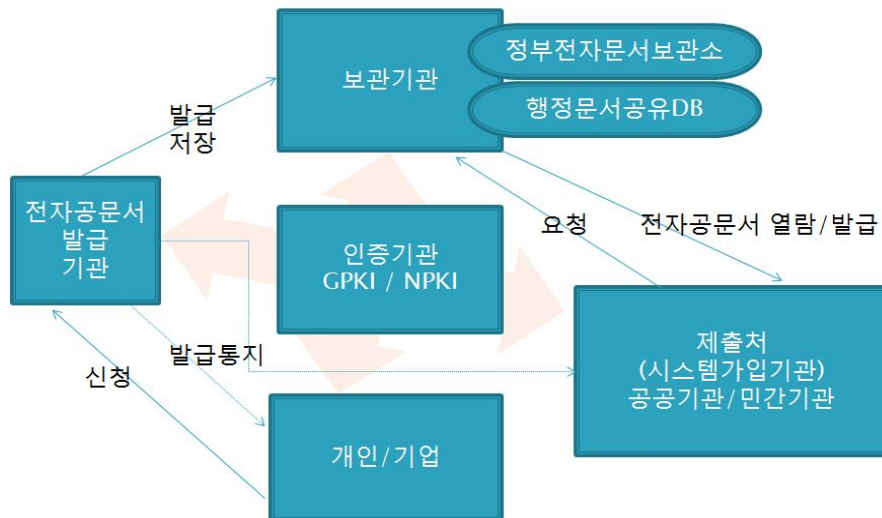 정부전자문서보관소
보관기관
행정문서공유DB
발급
저장
전자공문서
발급
기관
인증기관
GPKI / NPKI
요청
전자공문서 열람/발급
제출처
(시스템가입기관)
공공기관/민간기관
발급통지
신청
개인/기업